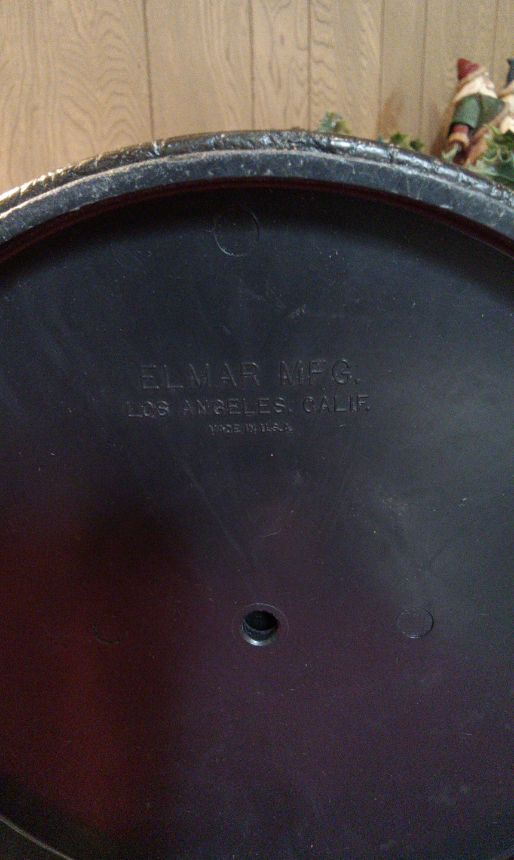 ELMAR MFG.
LOS ANGELES, CALIF.
MADE IN U.S.A.